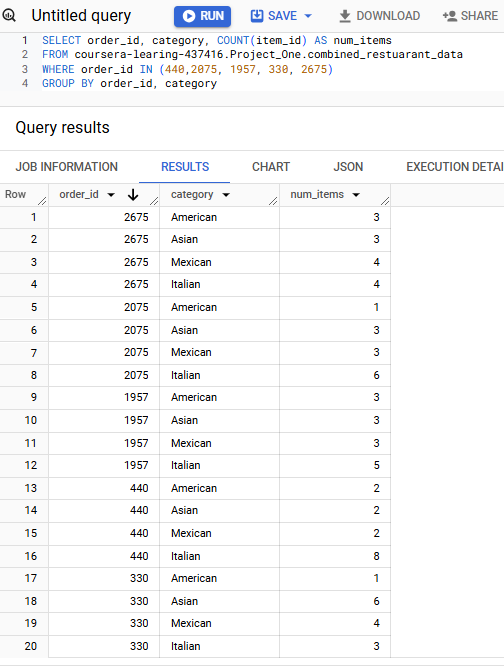 Untitled query RUN SAVE DOWNLOAD SHARE
1 SELECT order_id, category, COUNT(item_id) AS num_items
2 FROM coursera-learing-437416.Project_One.combined_restuarant_data
3 WHERE order_id IN (440,2075, 1957, 330, 2675)
4 GROUP BY order_id, category
Query results
JOB INFORMATION RESULTS CHART JSON EXECUTION DETAI
Row order_id category num_items
1 2675 American 3
2 2675 Asian 3
3 2675 Mexican 4
4 2675 Italian 4
5 2075 American 1
6 2075 Asian 3
7 2075 Mexican 3
8 2075 Italian 6
9 1957 American 3
10 1957 Asian 3
11 1957 Mexican 3
12 1957 Italian 5
13 440 American 2
14 440 Asian 2
15 440 Mexican 2
16 440 Italian 8
17 330 American 1
18 330 Asian 6
19 330 Mexican 4
20 330 Italian 3